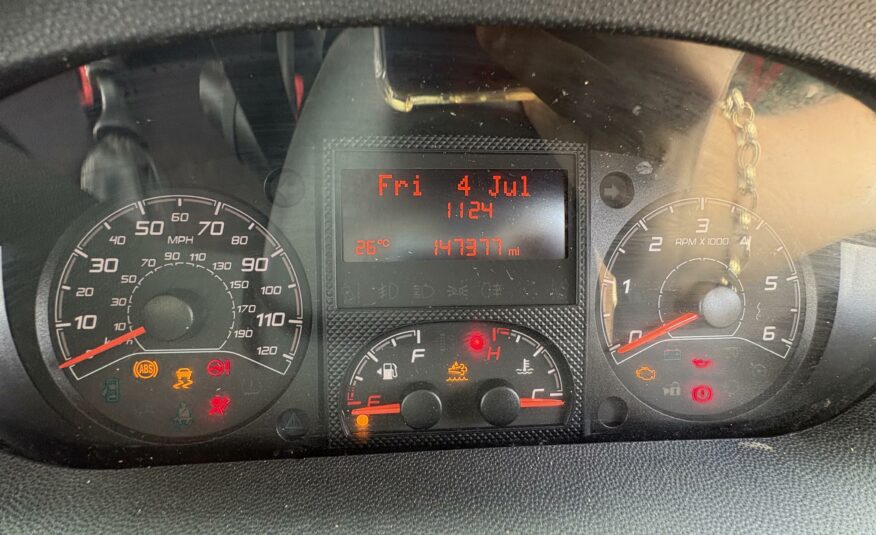 Fri 4 Jul
11:24
26°C 147377 mi
10 20 30 40 50 60 70 80 90 100 110 120
MPH
10 30 50 70 90 110 130 150 170 190
ABS
F H
E C
0 1 2 3 4 5 6
RPM X 1000